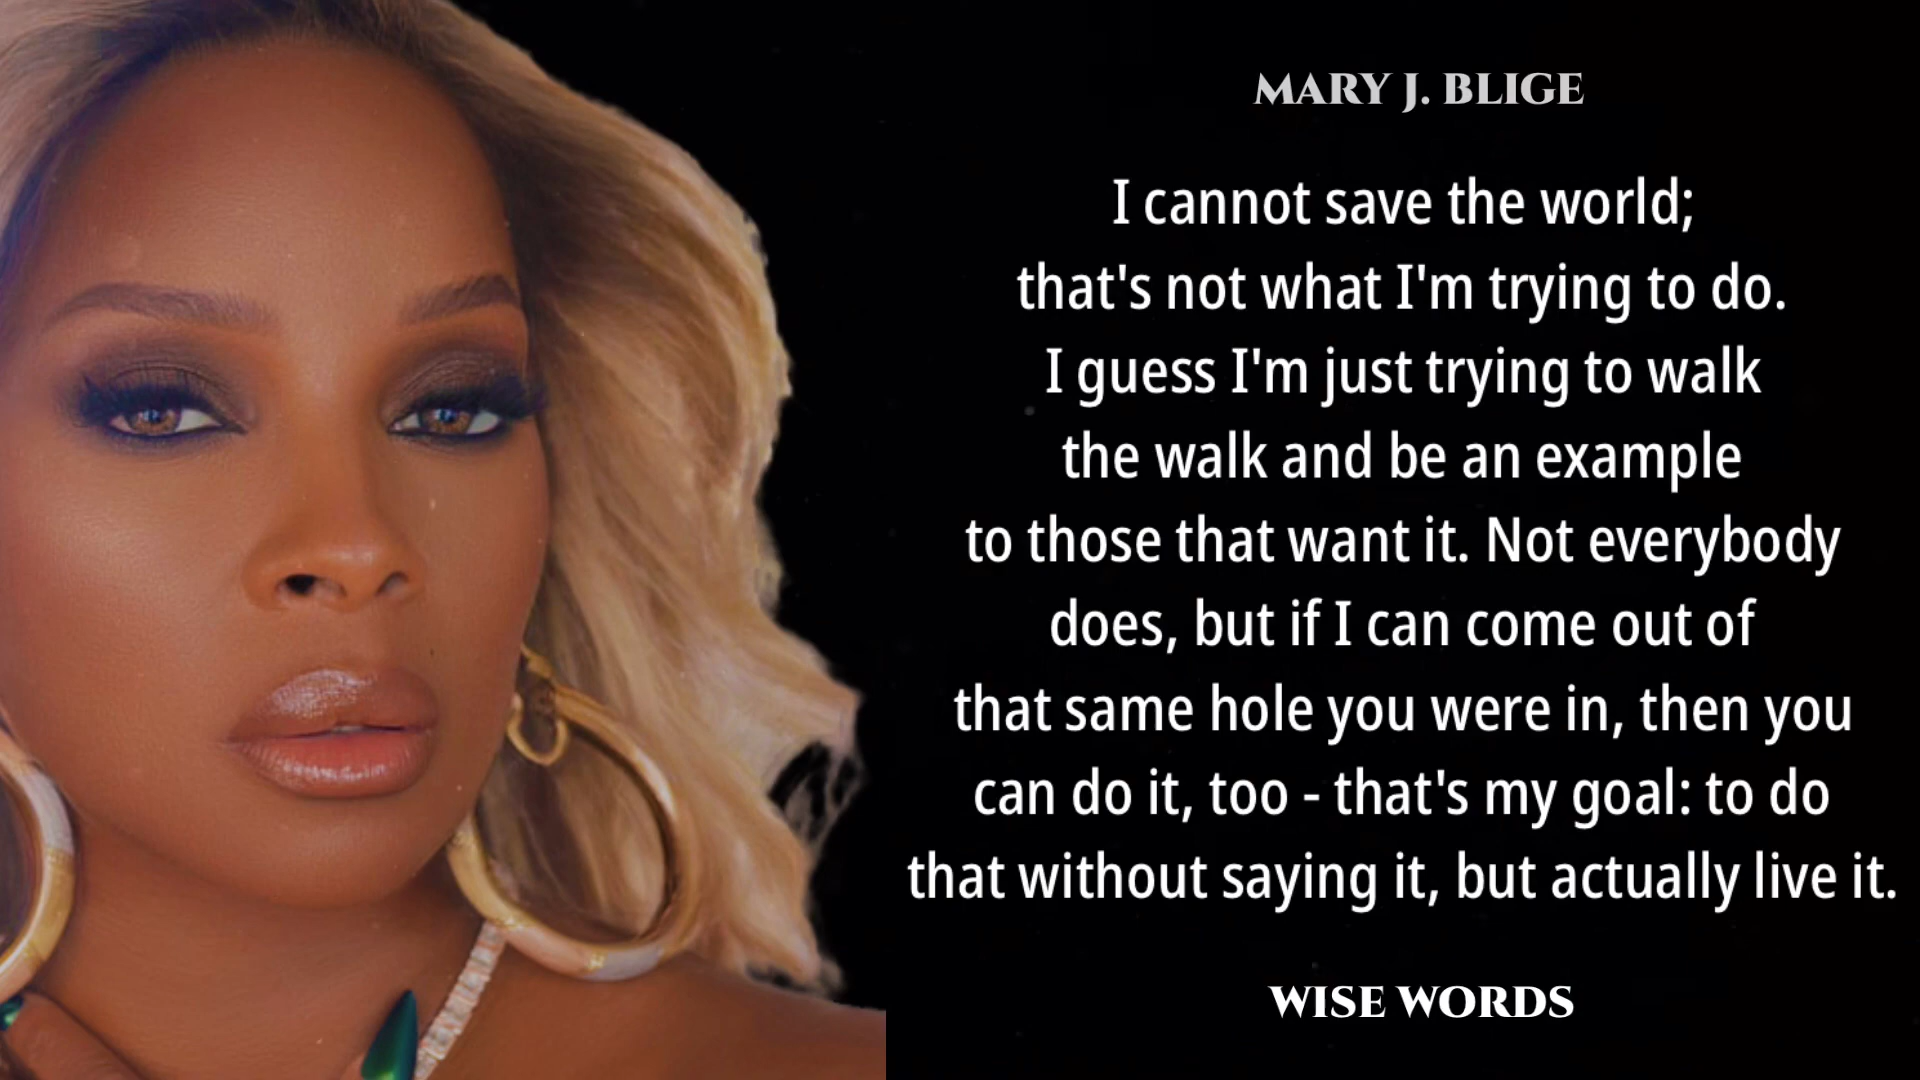 MARY J. BLIGE
I cannot save the world;
that's not what I'm trying to do.
I guess I'm just trying to walk
the walk and be an example
to those that want it. Not everybody
does, but if I can come out of
that same hole you were in, then you
can do it, too - that's my goal: to do
that without saying it, but actually live it.
WISE WORDS